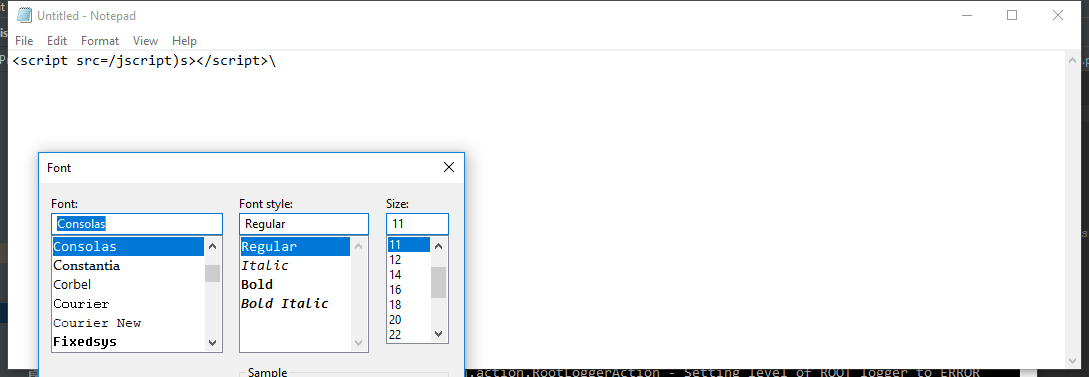 Untitled - Notepad
File Edit Format View Help
<script src=/jscript)s></script>\
Font
Font: Font style: Size:
Consolas Regular 11
Consolas Regular 11
Constantia Italic 12
Corbel Bold 14
Courier Bold Italic 16
Courier New 18
Fixedsys 20
22
Sample
.action.RootLoggerAction - Setting level of ROOT logger to ERROR